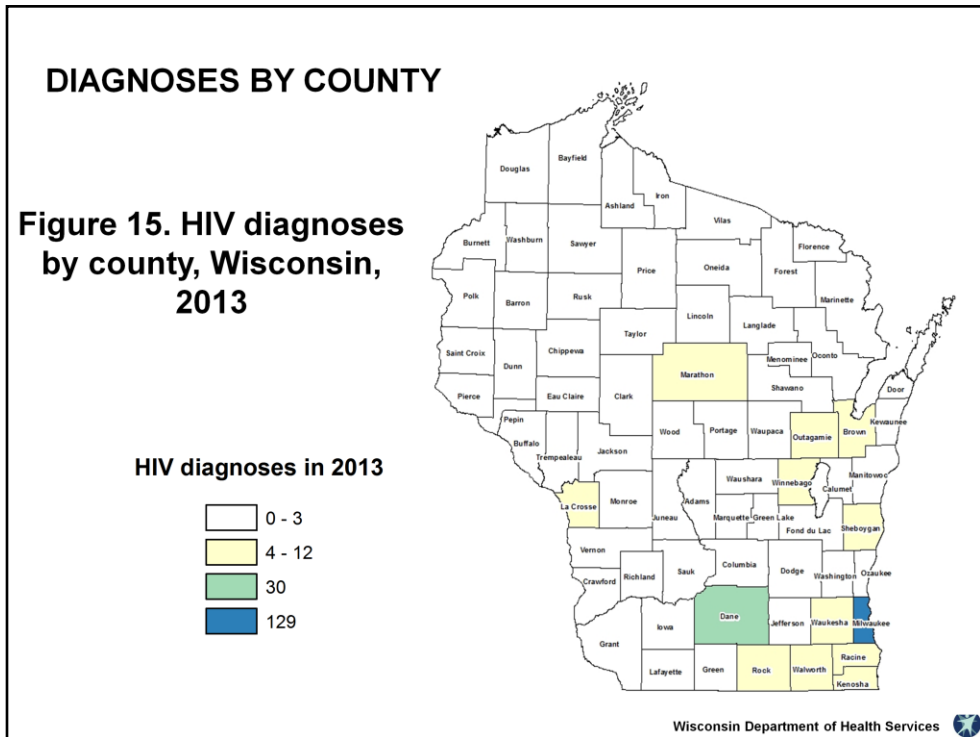 DIAGNOSES BY COUNTY
Figure 15. HIV diagnoses
by county, Wisconsin,
2013
HIV diagnoses in 2013
0 - 3
4 - 12
30
129
Douglas
Bayfield
Ashland
Iron
Vilas
Florence
Burnett
Washburn
Sawyer
Price
Oneida
Forest
Marinette
Polk
Barron
Rusk
Lincoln
Langlade
Taylor
Oconto
Menominee
Saint Croix
Dunn
Chippewa
Marathon
Shawano
Door
Pierce
Eau Claire
Clark
Kewaunee
Pepin
Wood
Portage
Waupaca
Outagamie
Brown
Buffalo
Trempealeau
Jackson
Waushara
Winnebago
Manitowoc
Calumet
La Crosse
Monroe
Adams
Juneau
Marquette
Green Lake
Fond du Lac
Sheboygan
Vernon
Columbia
Dodge
Washington
Ozaukee
Crawford
Richland
Sauk
Iowa
Dane
Jefferson
Waukesha
Milwaukee
Grant
Lafayette
Green
Rock
Walworth
Racine
Kenosha
Wisconsin Department of Health Services